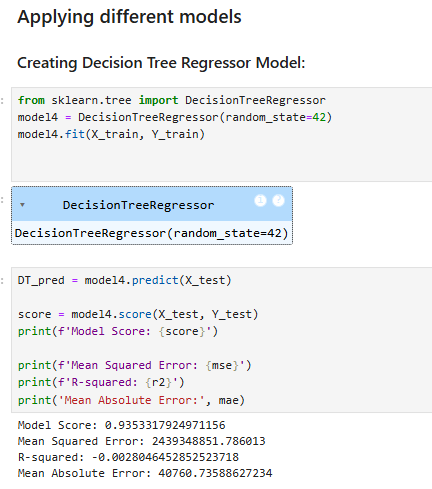 Applying different models
Creating Decision Tree Regressor Model:
from sklearn.tree import DecisionTreeRegressor
model4 = DecisionTreeRegressor(random_state=42)
model4.fit(X_train, Y_train)
DecisionTreeRegressor i ?
DecisionTreeRegressor(random_state=42)
DT_pred = model4.predict(X_test)
score = model4.score(X_test, Y_test)
print(f'Model Score: {score}')
print(f'Mean Squared Error: {mse}')
print(f'R-squared: {r2}')
print('Mean Absolute Error:', mae)
Model Score: 0.9353317924971156
Mean Squared Error: 2439348851.786013
R-squared: -0.0028046452852523718
Mean Absolute Error: 40760.73588627234